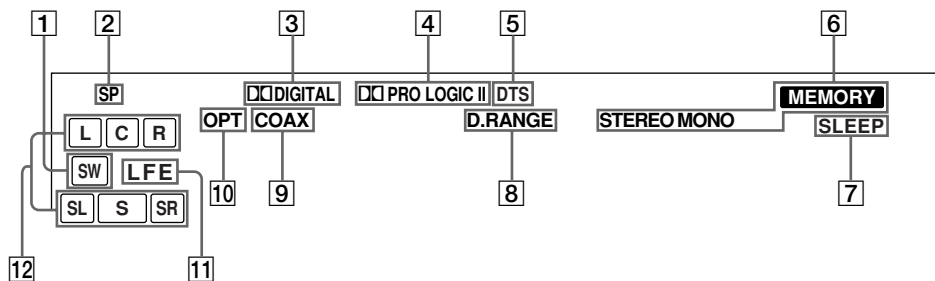 1 2 3 4 5 6
SP DIGITAL PRO LOGIC II DTS MEMORY
OPT COAX D.RANGE STEREO MONO SLEEP
L C R
SW LFE
10 9 8 7
SL S SR
12 11